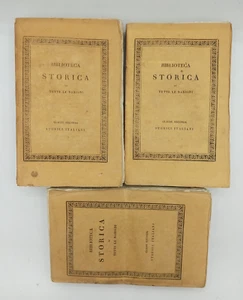 BIBLIOTECA
STORICA
DI
TUTTE LE NAZIONI
STORICI ITALIANI
BIBLIOTECA
STORICA
DI
TUTTE LE NAZIONI
STORICI ITALIANI
BIBLIOTECA
STORICA
DI
TUTTE LE NAZIONI
STORICI ITALIANI